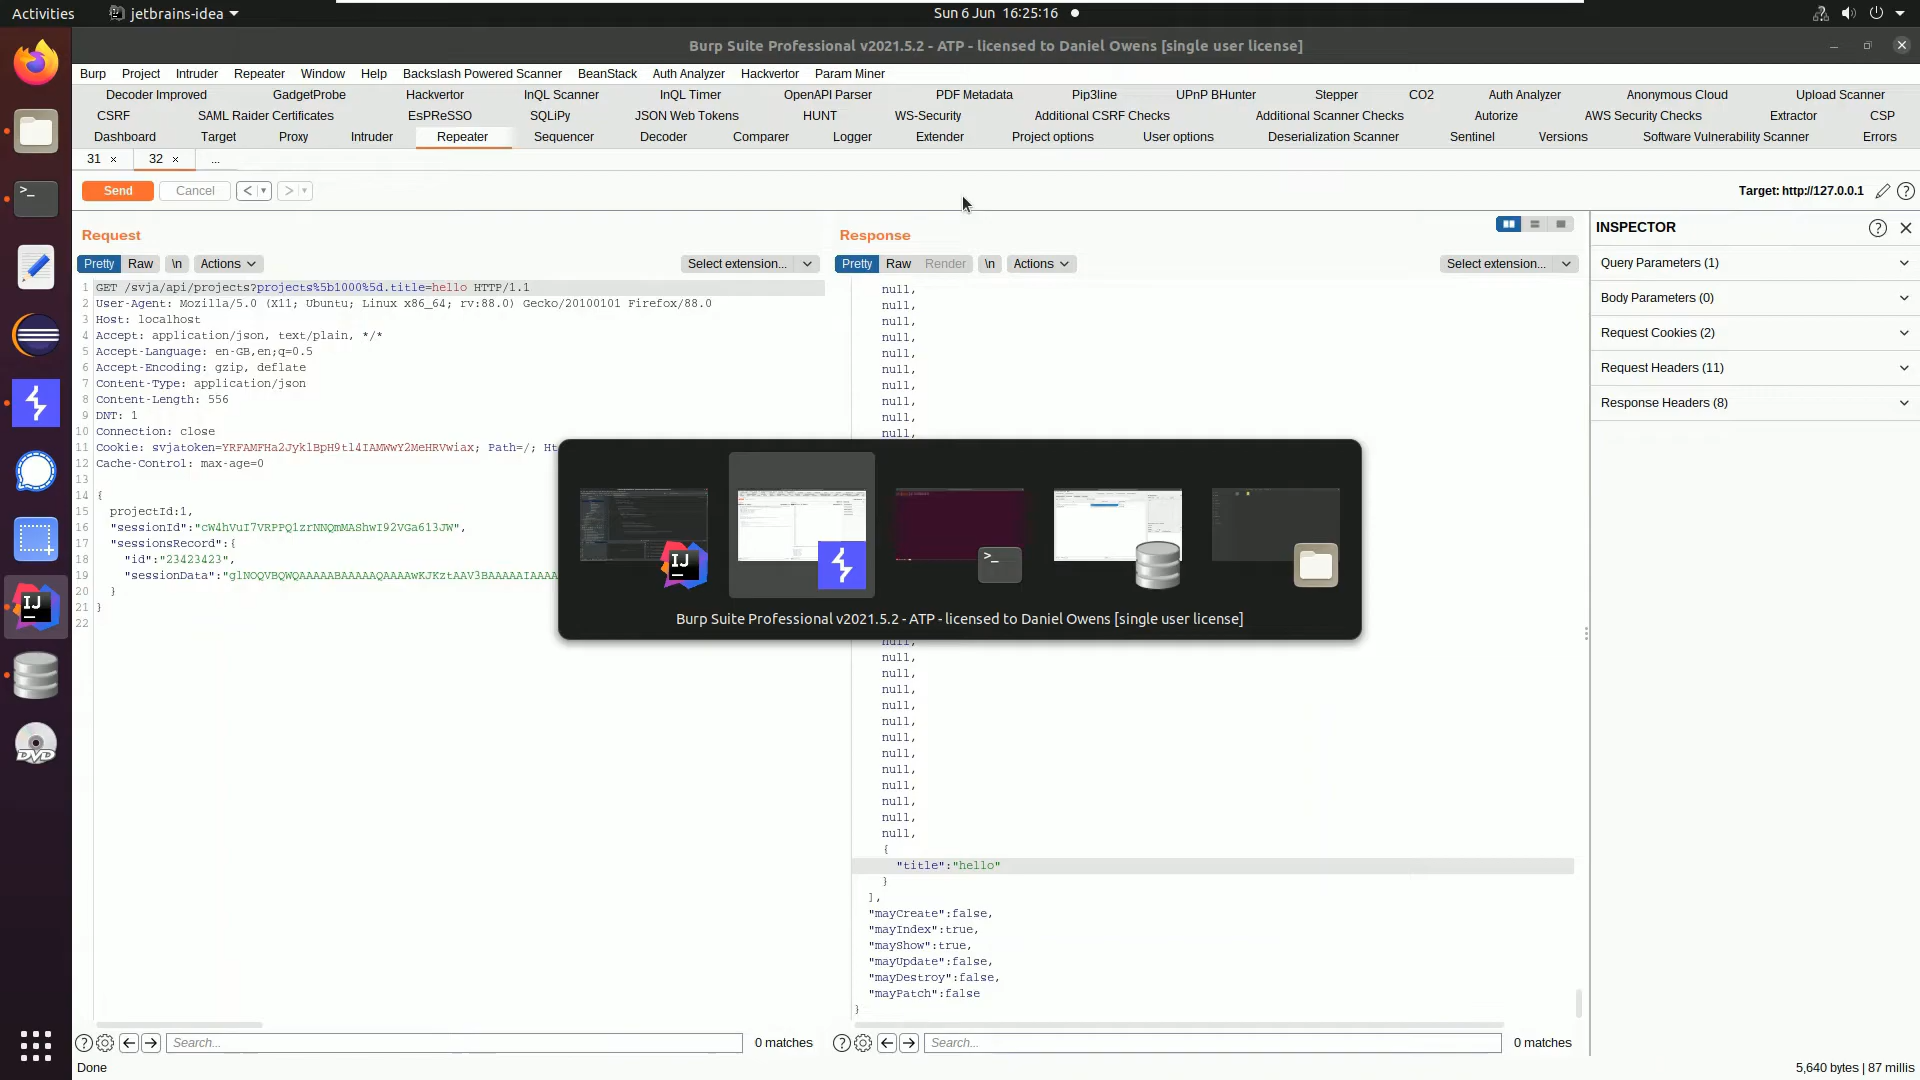 Activities jetbrains-idea Sun 6 Jun 16:25:16
Burp Suite Professional v2021.5.2 - ATP - licensed to Daniel Owens [single user license]
Burp Project Intruder Repeater Window Help Backslash Powered Scanner BeanStack Auth Analyzer Hackvertor Param Miner
Decoder Improved GadgetProbe Hackvertor InQL Scanner InQL Timer OpenAPI Parser PDF Metadata Pip3line UPnP BHunter Stepper CO2 Auth Analyzer Anonymous Cloud Upload Scanner
CSRF SAML Raider Certificates EsPReSSO SQLiPy JSON Web Tokens HUNT WS-Security Additional CSRF Checks Additional Scanner Checks Autorize AWS Security Checks Extractor CSP
Dashboard Target Proxy Intruder Repeater Sequencer Decoder Comparer Logger Extender Project options User options Deserialization Scanner Sentinel Versions Software Vulnerability Scanner Errors
31 × 32 × ...
Send Cancel < > Target: http://127.0.0.1 ?
Request
Pretty Raw \n Actions Select extension...
1 GET /svja/api/projects?projects%5b1000%5d.title=hello HTTP/1.1
2 User-Agent: Mozilla/5.0 (X11; Ubuntu; Linux x86_64; rv:88.0) Gecko/20100101 Firefox/88.0
3 Host: localhost
4 Accept: application/json, text/plain, */*
5 Accept-Language: en-GB,en;q=0.5
6 Accept-Encoding: gzip, deflate
7 Content-Type: application/json
8 Content-Length: 556
9 DNT: 1
10 Connection: close
11 Cookie: svjatoken=YRFAMFHa2JyklBpH9tl4IAMWwY2MeHRVwiax; Path=/; Ht
12 Cache-Control: max-age=0
13
14 {
15 projectId:1,
16 "sessionId":"cW4hVuI7VRPPQ1zrNNQmMAShwI92VGa613JW",
17 "sessionsRecord":{
18 "id":"23423423",
19 "sessionData":"glNOQVBQWQAAAAABAAAAAQAAAAwKJKztAAV3BAAAAAIAAAA
20 }
21 }
22
? Search... 0 matches
Response
Pretty Raw Render \n Actions Select extension...
null,
null,
null,
null,
null,
null,
null,
null,
null,
null,
Burp Suite Professional v2021.5.2 - ATP - licensed to Daniel Owens [single user license]
null,
null,
null,
null,
null,
null,
null,
null,
null,
null,
null,
null,
null,
{
"title":"hello"
}
],
"mayCreate":false,
"mayIndex":true,
"mayShow":true,
"mayUpdate":false,
"mayDestroy":false,
"mayPatch":false
}
? Search... 0 matches
INSPECTOR ?
Query Parameters (1)
Body Parameters (0)
Request Cookies (2)
Request Headers (11)
Response Headers (8)
Done 5,640 bytes | 87 millis
IJ
>_
IJ
>_
DVD